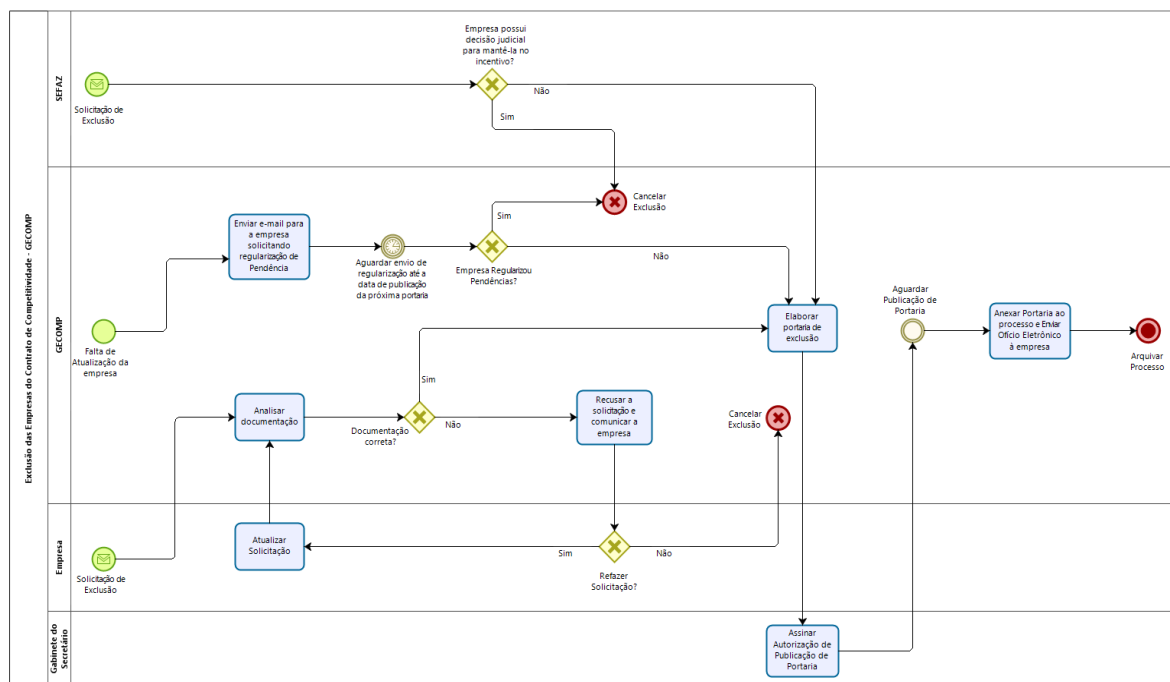 Exclusão das Empresas do Contrato de Competitividade - GECOMP
SEFAZ
Solicitação de
Exclusão
Empresa possui
decisão judicial
para mantê-la no
incentivo?
Não
Sim
GECOMP
Cancelar
Exclusão
Enviar e-mail para
a empresa
solicitando
regularização de
Pendência
Aguardar envio de
regularização até a
data de publicação
da próxima portaria
Sim
Não
Empresa Regularizou
Pendências?
Falta de
Atualização da
empresa
Elaborar
portaria de
exclusão
Aguardar
Publicação de
Portaria
Anexar Portaria ao
processo e Enviar
Ofício Eletrônico
à empresa
Arquivar
Processo
Analisar
documentação
Sim
Documentação
correta?
Não
Recusar a
solicitação e
comunicar a
empresa
Cancelar
Exclusão
Empresa
Solicitação de
Exclusão
Atualizar
Solicitação
Sim
Não
Refazer
Solicitação?
Gabinete do
Secretário
Assinar
Autorização de
Publicação de
Portaria